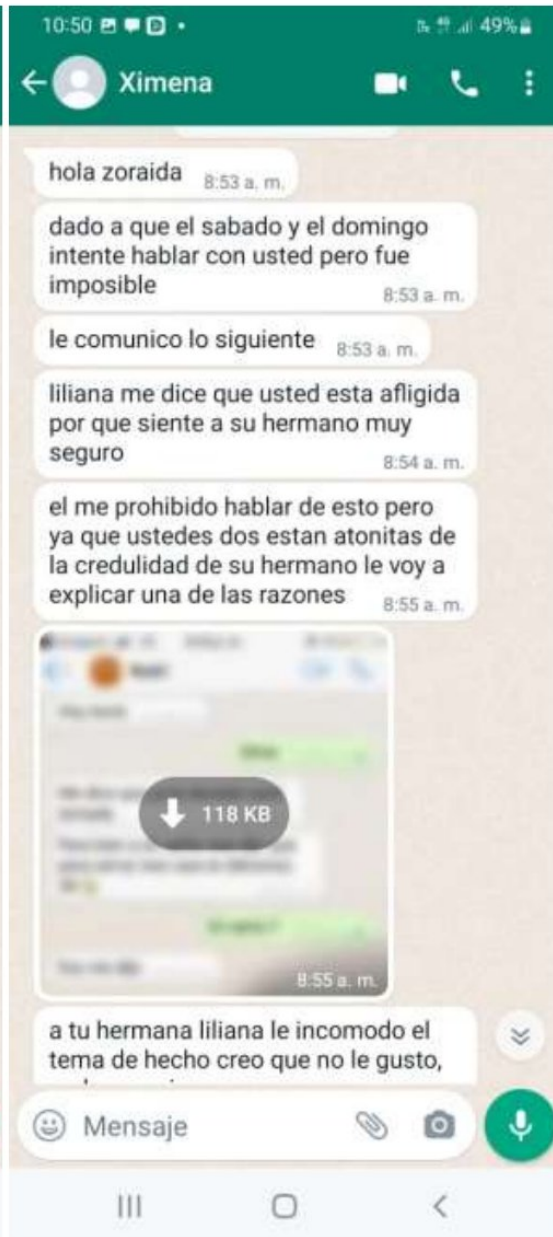 10:50
49%
Ximena
hola zoraida 8:53 a. m.
dado a que el sabado y el domingo
intente hablar con usted pero fue
imposible 8:53 a. m.
le comunico lo siguiente 8:53 a. m.
liliana me dice que usted esta afligida
por que siente a su hermano muy
seguro 8:54 a. m.
el me prohibido hablar de esto pero
ya que ustedes dos estan atonitas de
la credulidad de su hermano le voy a
explicar una de las razones 8:55 a. m.
118 KB
8:55 a. m.
a tu hermana liliana le incomodo el
tema de hecho creo que no le gusto,
Mensaje